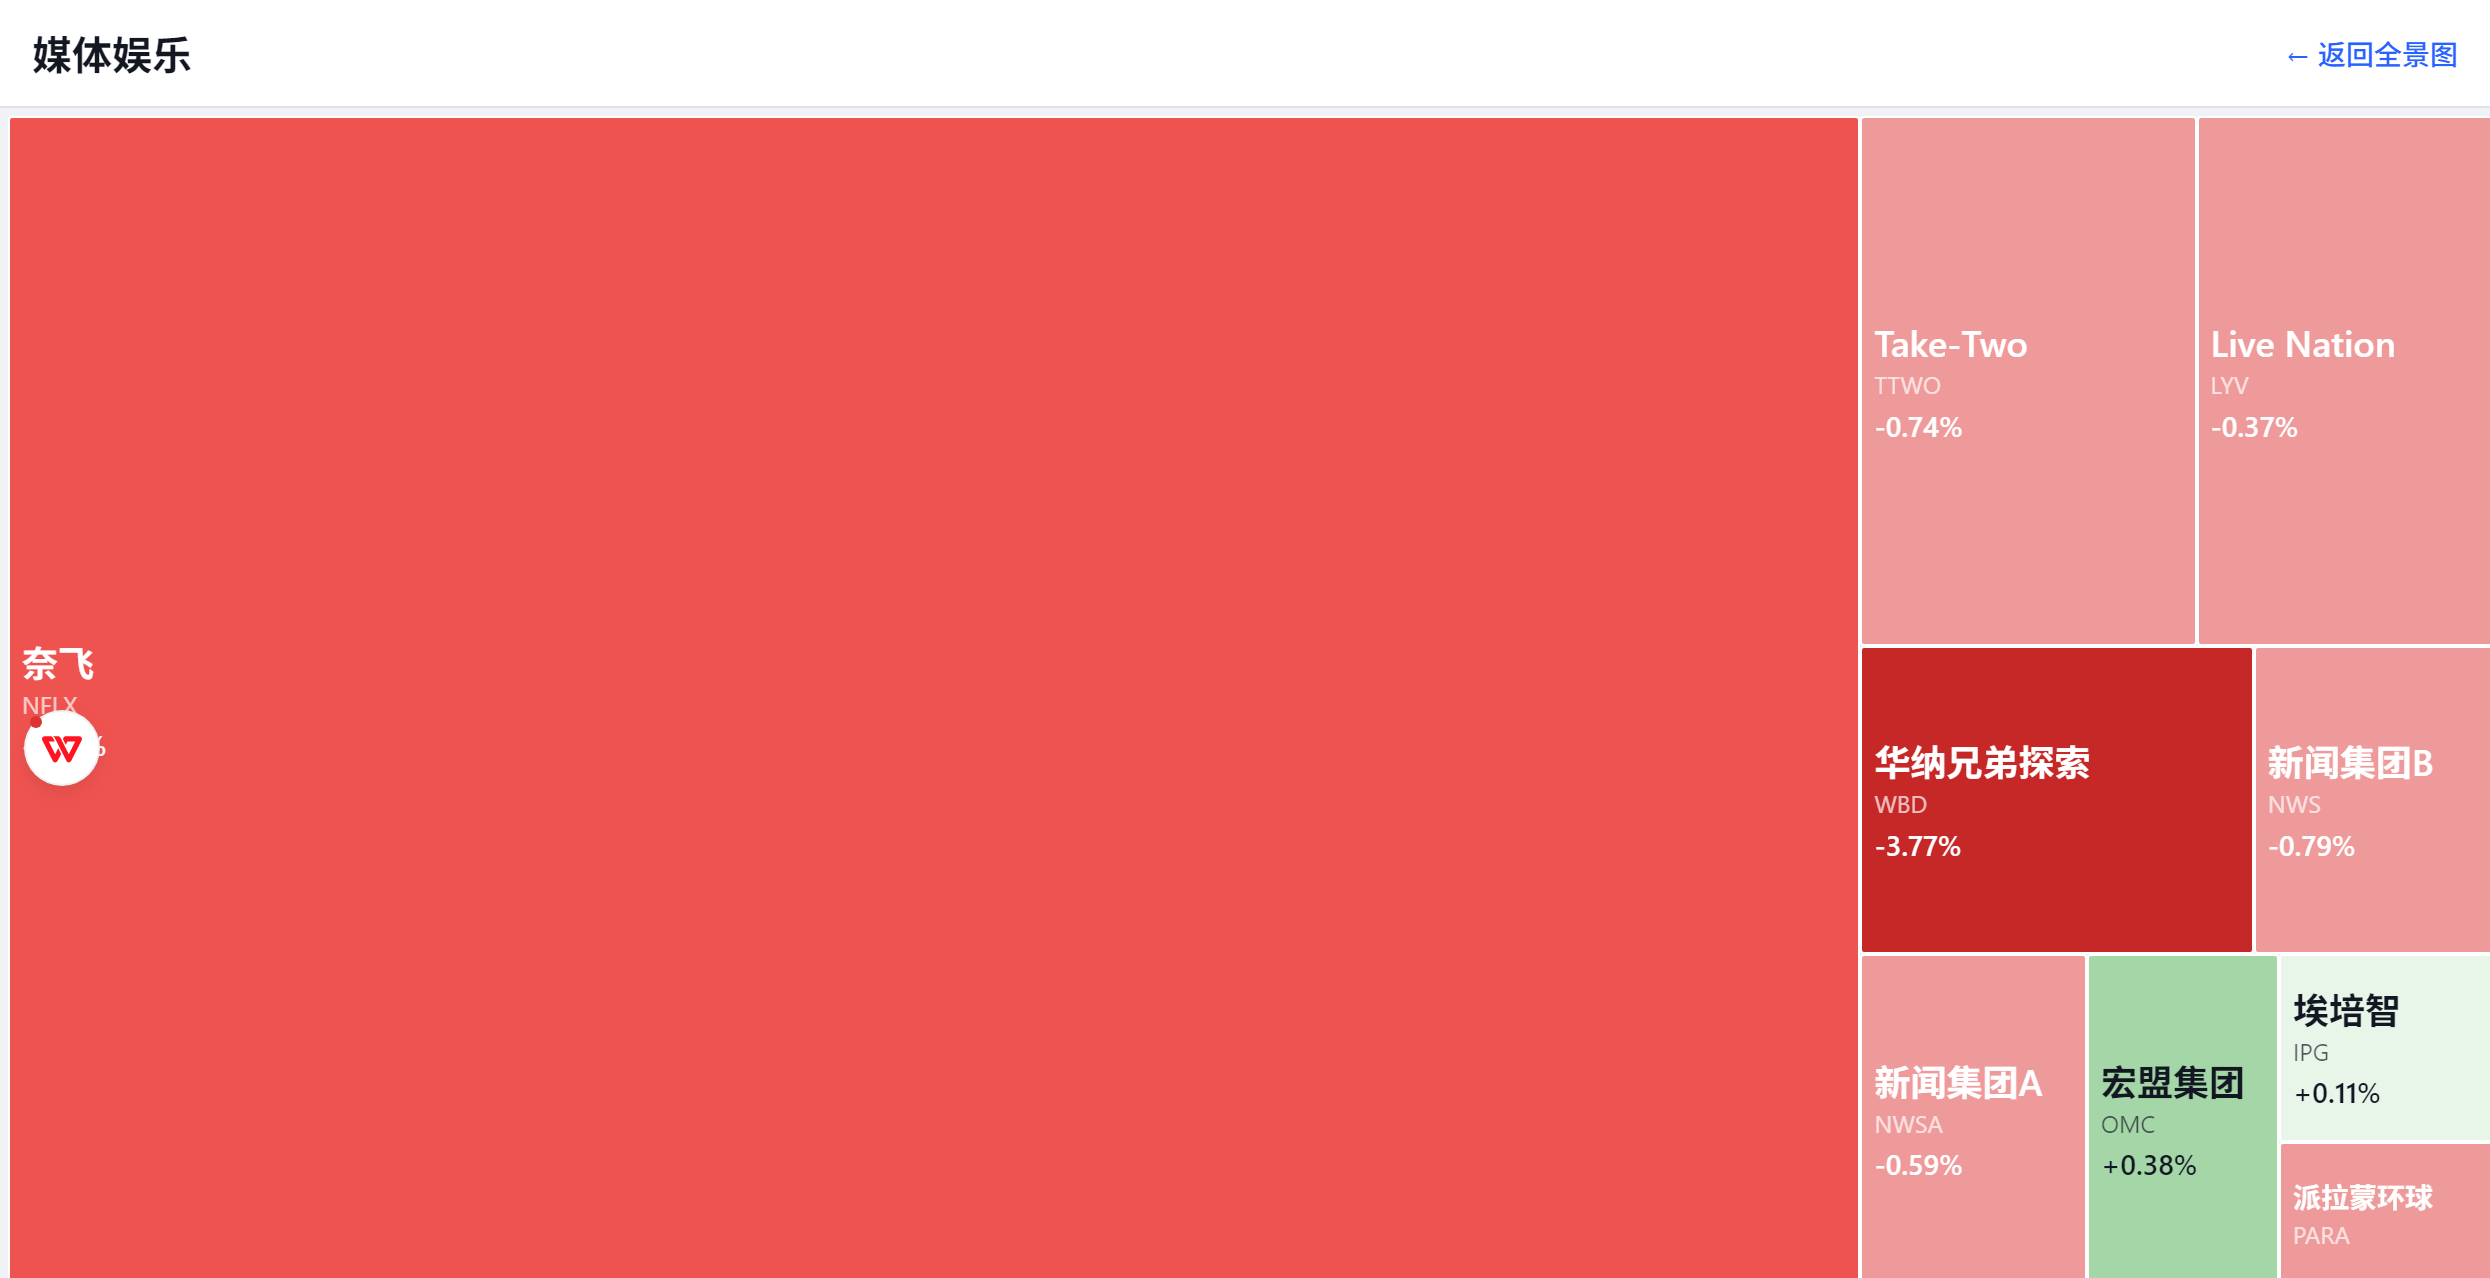 媒体娱乐
← 返回全景图
奈飞
NFLX
%
Take-Two
TTWO
-0.74%
Live Nation
LYV
-0.37%
华纳兄弟探索
WBD
-3.77%
新闻集团B
NWS
-0.79%
新闻集团A
NWSA
-0.59%
宏盟集团
OMC
+0.38%
埃培智
IPG
+0.11%
派拉蒙环球
PARA